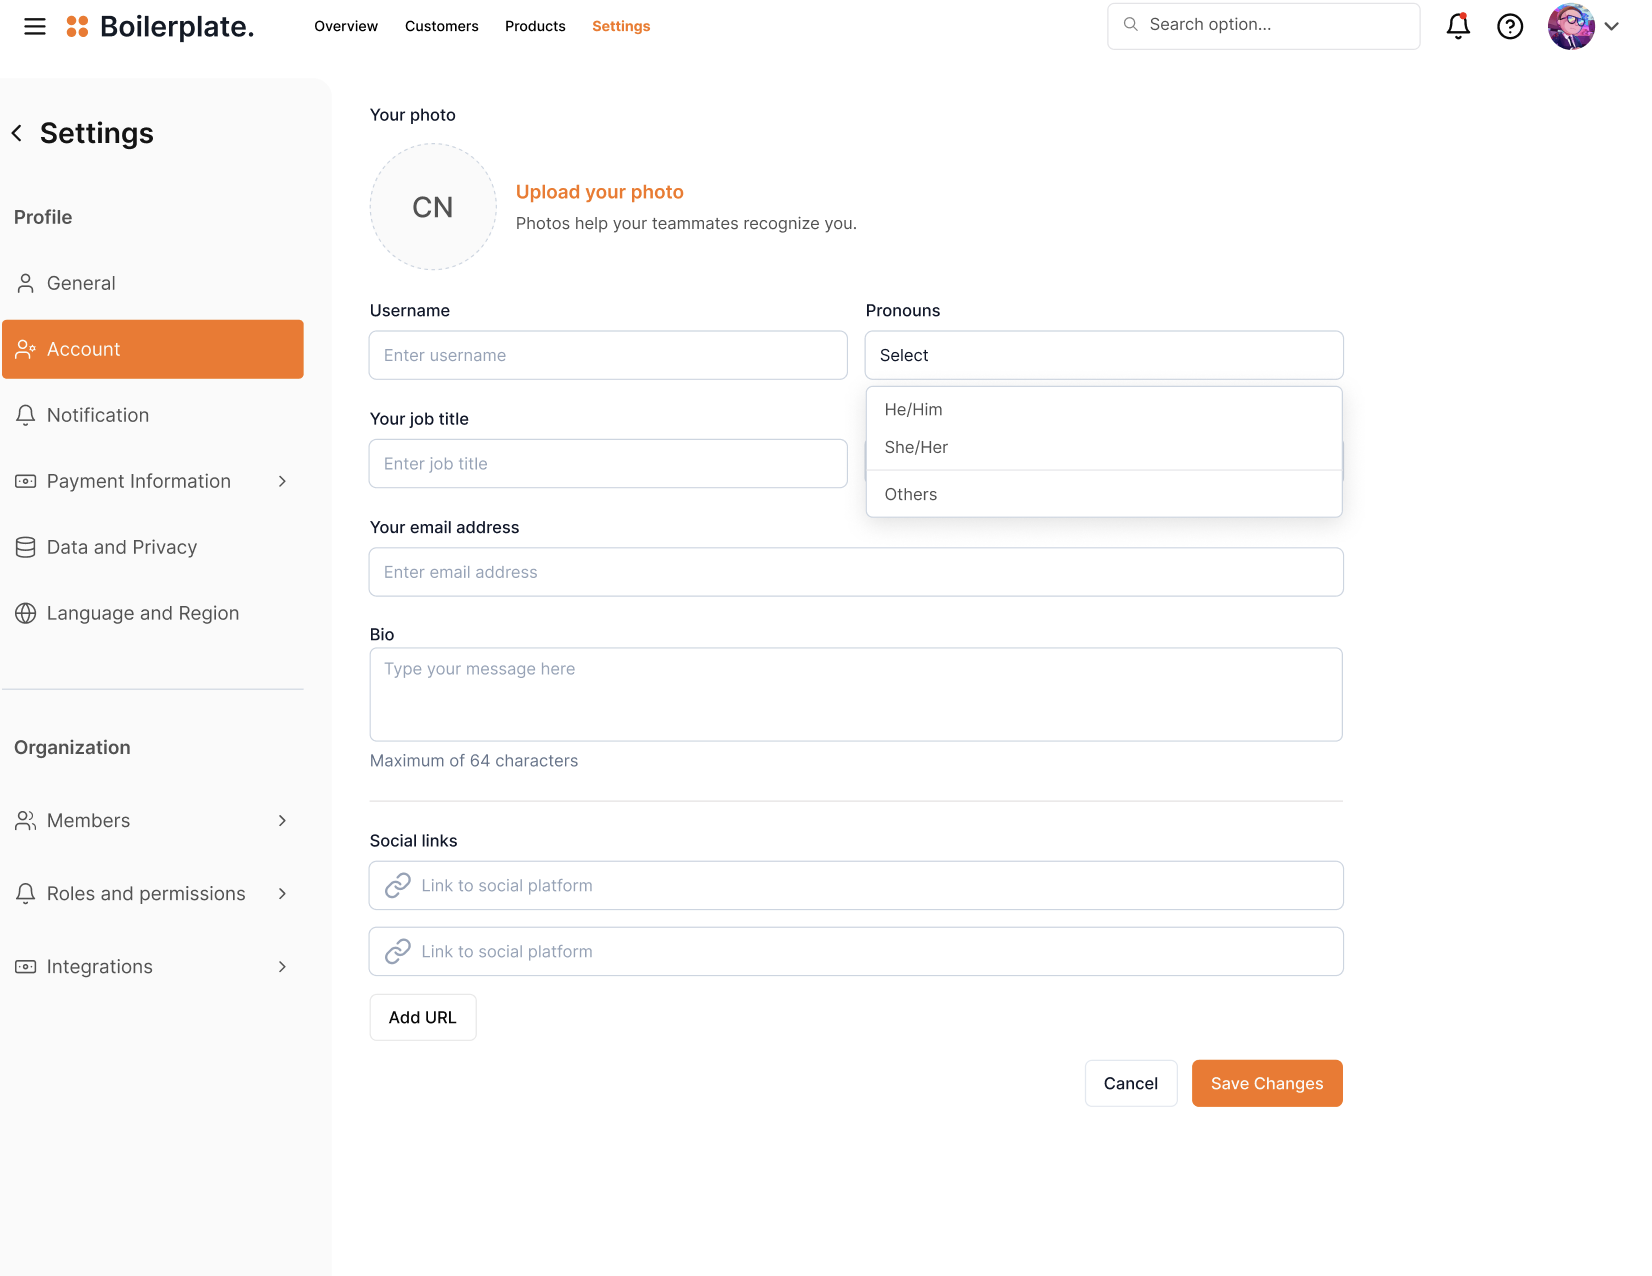 Boilerplate.
Overview
Customers
Products
Settings
Search option...
Settings
Profile
General
Account
Notification
Payment Information
Data and Privacy
Language and Region
Organization
Members
Roles and permissions
Integrations
Your photo
CN
Upload your photo
Photos help your teammates recognize you.
Username
Enter username
Pronouns
Select
He/Him
She/Her
Others
Your job title
Enter job title
Your email address
Enter email address
Bio
Type your message here
Maximum of 64 characters
Social links
Link to social platform
Link to social platform
Add URL
Cancel
Save Changes